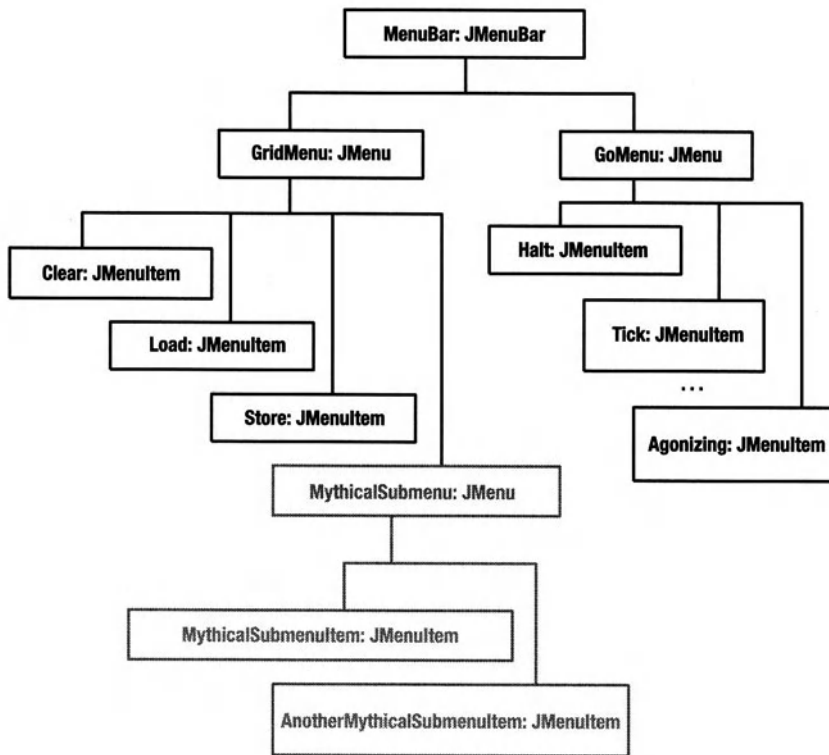 MenuBar: JMenuBar
GridMenu: JMenu
GoMenu: JMenu
Clear: JMenuItem
Halt: JMenuItem
Load: JMenuItem
Tick: JMenuItem
...
Store: JMenuItem
Agonizing: JMenuItem
MythicalSubmenu: JMenu
MythicalSubmenuItem: JMenuItem
AnotherMythicalSubmenuItem: JMenuItem